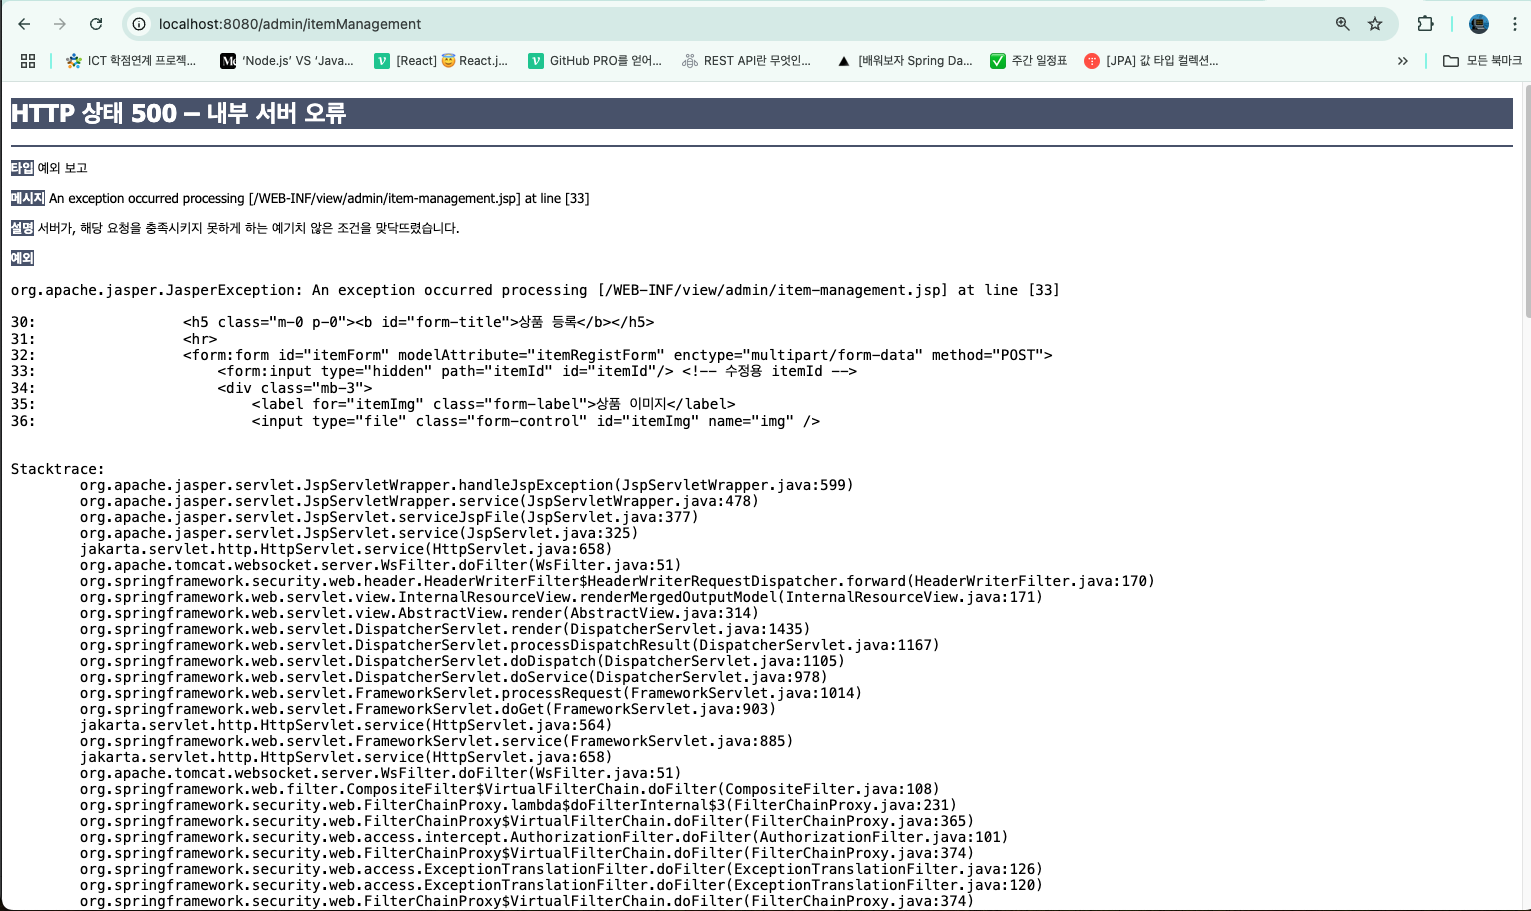 localhost:8080/admin/itemManagement
ICT 학점연계 프로젝... 'Node.js' VS 'Java... [React] 😇 React.j... GitHub PRO를 얻어... REST API란 무엇인... [배워보자 Spring Da... 주간 일정표 [JPA] 값 타입 컬렉션... » 모든 북마크
HTTP 상태 500 – 내부 서버 오류
타입 예외 보고
메시지 An exception occurred processing [/WEB-INF/view/admin/item-management.jsp] at line [33]
설명 서버가, 해당 요청을 충족시키지 못하게 하는 예기치 않은 조건을 맞닥뜨렸습니다.
예외
org.apache.jasper.JasperException: An exception occurred processing [/WEB-INF/view/admin/item-management.jsp] at line [33]
30: <h5 class="m-0 p-0"><b id="form-title">상품 등록</b></h5>
31: <hr>
32: <form:form id="itemForm" modelAttribute="itemRegistForm" enctype="multipart/form-data" method="POST">
33: <form:input type="hidden" path="itemId" id="itemId"/> <!-- 수정용 itemId -->
34: <div class="mb-3">
35: <label for="itemImg" class="form-label">상품 이미지</label>
36: <input type="file" class="form-control" id="itemImg" name="img" />
Stacktrace:
org.apache.jasper.servlet.JspServletWrapper.handleJspException(JspServletWrapper.java:599)
org.apache.jasper.servlet.JspServletWrapper.service(JspServletWrapper.java:478)
org.apache.jasper.servlet.JspServlet.serviceJspFile(JspServlet.java:377)
org.apache.jasper.servlet.JspServlet.service(JspServlet.java:325)
jakarta.servlet.http.HttpServlet.service(HttpServlet.java:658)
org.apache.tomcat.websocket.server.WsFilter.doFilter(WsFilter.java:51)
org.springframework.security.web.header.HeaderWriterFilter$HeaderWriterRequestDispatcher.forward(HeaderWriterFilter.java:170)
org.springframework.web.servlet.view.InternalResourceView.renderMergedOutputModel(InternalResourceView.java:171)
org.springframework.web.servlet.view.AbstractView.render(AbstractView.java:314)
org.springframework.web.servlet.DispatcherServlet.render(DispatcherServlet.java:1435)
org.springframework.web.servlet.DispatcherServlet.processDispatchResult(DispatcherServlet.java:1167)
org.springframework.web.servlet.DispatcherServlet.doDispatch(DispatcherServlet.java:1105)
org.springframework.web.servlet.DispatcherServlet.doService(DispatcherServlet.java:978)
org.springframework.web.servlet.FrameworkServlet.processRequest(FrameworkServlet.java:1014)
org.springframework.web.servlet.FrameworkServlet.doGet(FrameworkServlet.java:903)
jakarta.servlet.http.HttpServlet.service(HttpServlet.java:564)
org.springframework.web.servlet.FrameworkServlet.service(FrameworkServlet.java:885)
jakarta.servlet.http.HttpServlet.service(HttpServlet.java:658)
org.apache.tomcat.websocket.server.WsFilter.doFilter(WsFilter.java:51)
org.springframework.web.filter.CompositeFilter$VirtualFilterChain.doFilter(CompositeFilter.java:108)
org.springframework.security.web.FilterChainProxy.lambda$doFilterInternal$3(FilterChainProxy.java:231)
org.springframework.security.web.FilterChainProxy$VirtualFilterChain.doFilter(FilterChainProxy.java:365)
org.springframework.security.web.access.intercept.AuthorizationFilter.doFilter(AuthorizationFilter.java:101)
org.springframework.security.web.FilterChainProxy$VirtualFilterChain.doFilter(FilterChainProxy.java:374)
org.springframework.security.web.access.ExceptionTranslationFilter.doFilter(ExceptionTranslationFilter.java:126)
org.springframework.security.web.access.ExceptionTranslationFilter.doFilter(ExceptionTranslationFilter.java:120)
org.springframework.security.web.FilterChainProxy$VirtualFilterChain.doFilter(FilterChainProxy.java:374)